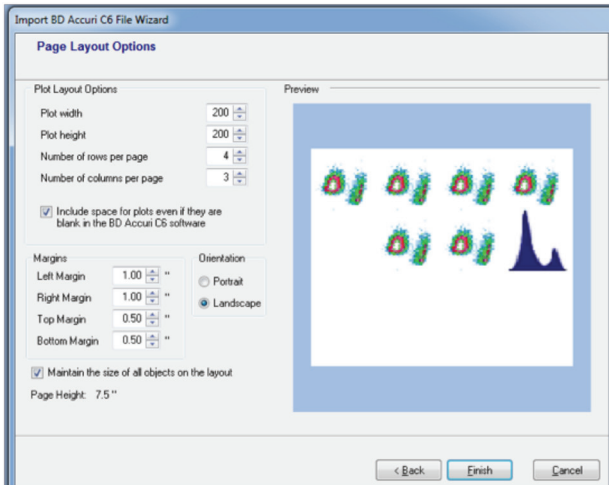 Import BD Accuri C6 File Wizard
Page Layout Options
Plot Layout Options
Plot width 200
Plot height 200
Number of rows per page 4
Number of columns per page 3
Include space for plots even if they are
blank in the BD Accuri C6 software
Margins
Left Margin 1.00 "
Right Margin 1.00 "
Top Margin 0.50 "
Bottom Margin 0.50 "
Orientation
Portrait
Landscape
Maintain the size of all objects on the layout
Page Height: 7.5 "
Preview
< Back
Finish
Cancel